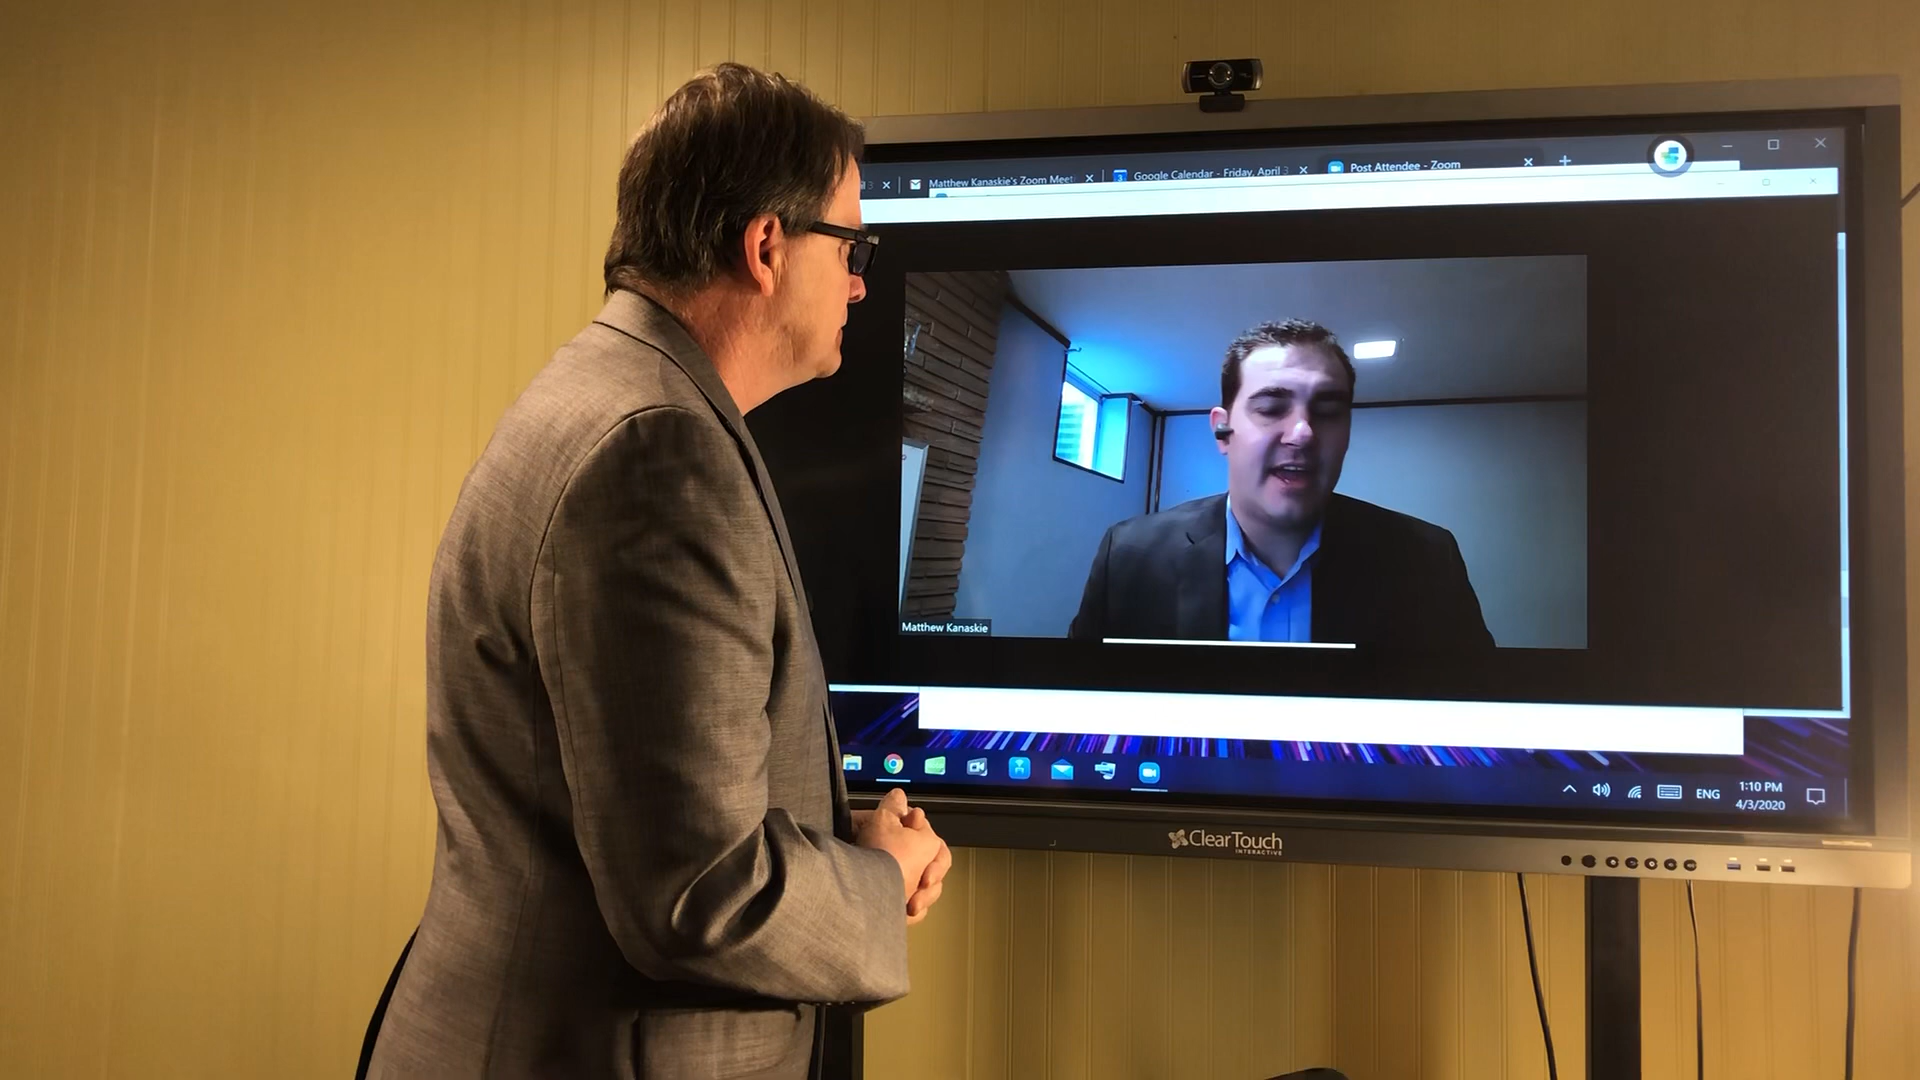 Matthew Kanaskie's Zoom Meet
Google Calendar - Friday, April 3
Post Attendee - Zoom
Matthew Kanaskie
ENG
1:10 PM
4/3/2020
ClearTouch
INTERACTIVE